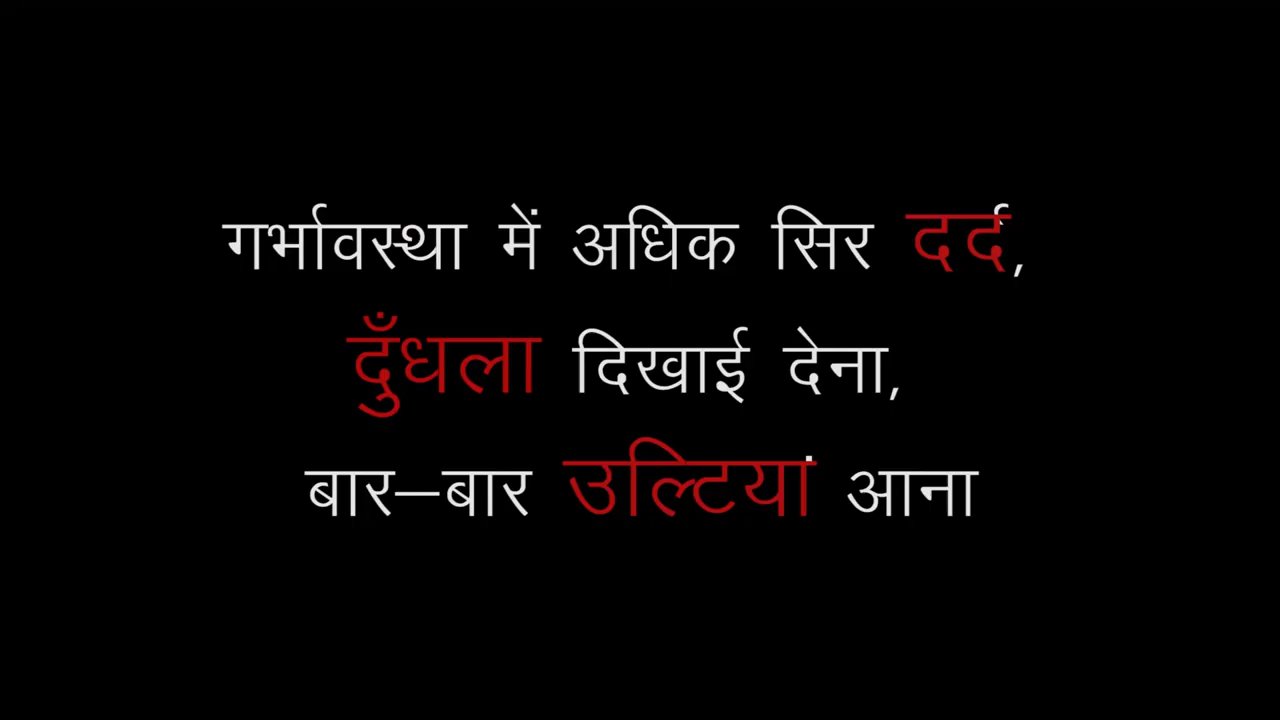 गर्भावस्था में अधिक सिर दर्द,
दुँधला दिखाई देना,
बार–बार उल्टियां आना